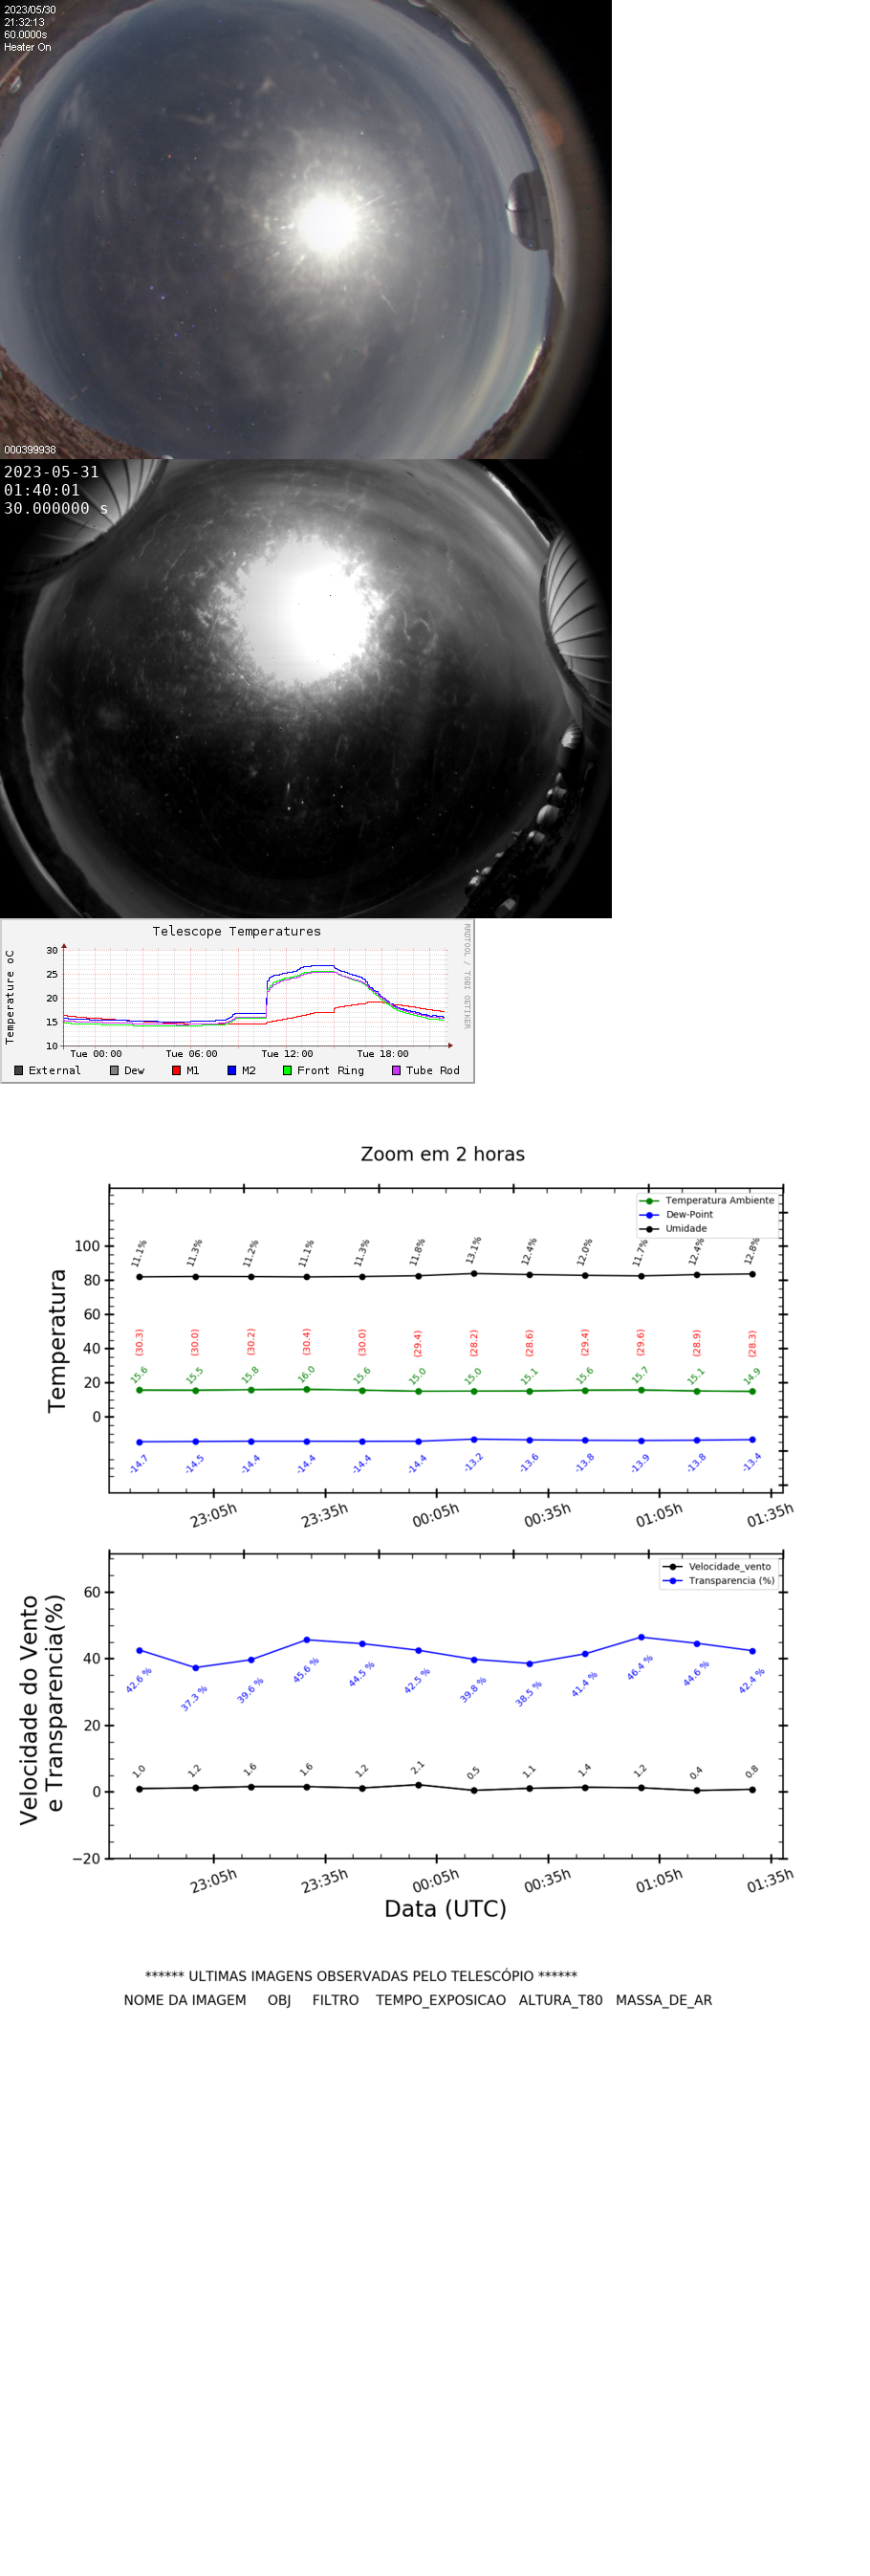 2023/05/30
21:32:13
60.0000s
Heater On
000399938
2023-05-31
01:40:01
30.000000 s
Telescope Temperatures
RRDTOOL / TOBI OETIKER
Temperature oC
30
25
20
15
10
Tue 00:00 Tue 06:00 Tue 12:00 Tue 18:00
External Dew M1 M2 Front Ring Tube Rod
Zoom em 2 horas
Temperatura Ambiente
Dew-Point
Umidade
Temperatura
100
80
60
40
20
0
11.1% 11.3% 11.2% 11.1% 11.3% 11.8% 13.1% 12.4% 12.0% 11.7% 12.4% 12.8%
(30.3) (30.0) (30.2) (30.4) (30.0) (29.4) (28.2) (28.6) (29.4) (29.6) (28.9) (28.3)
15.6 15.5 15.8 16.0 15.6 15.0 15.0 15.1 15.6 15.7 15.1 14.9
-14.7 -14.5 -14.4 -14.4 -14.4 -14.4 -13.2 -13.6 -13.8 -13.9 -13.8 -13.4
23:05h 23:35h 00:05h 00:35h 01:05h 01:35h
Velocidade_vento
Transparencia (%)
Velocidade do Vento
e Transparencia(%)
60
40
20
0
−20
42.6 % 37.3 % 39.6 % 45.6 % 44.5 % 42.5 % 39.8 % 38.5 % 41.4 % 46.4 % 44.6 % 42.4 %
1.0 1.2 1.6 1.6 1.2 2.1 0.5 1.1 1.4 1.2 0.4 0.8
23:05h 23:35h 00:05h 00:35h 01:05h 01:35h
Data (UTC)
****** ULTIMAS IMAGENS OBSERVADAS PELO TELESCÓPIO ******
NOME DA IMAGEM OBJ FILTRO TEMPO_EXPOSICAO ALTURA_T80 MASSA_DE_AR